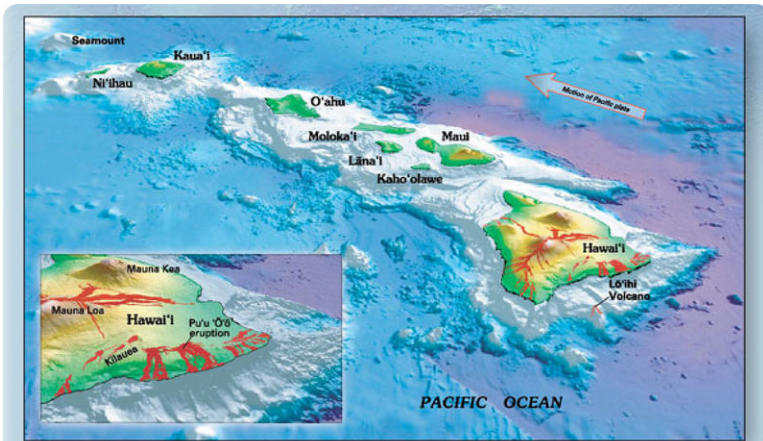 Seamount
Kaua‘i
Ni‘ihau
O‘ahu
Motion of Pacific plate
Moloka‘i
Maui
Lāna‘i
Kaho‘olawe
Hawai‘i
Lō‘ihi
Volcano
Mauna Kea
Mauna Loa
Hawai‘i
Pu‘u ‘Ō‘ō
eruption
Kilauea
PACIFIC OCEAN